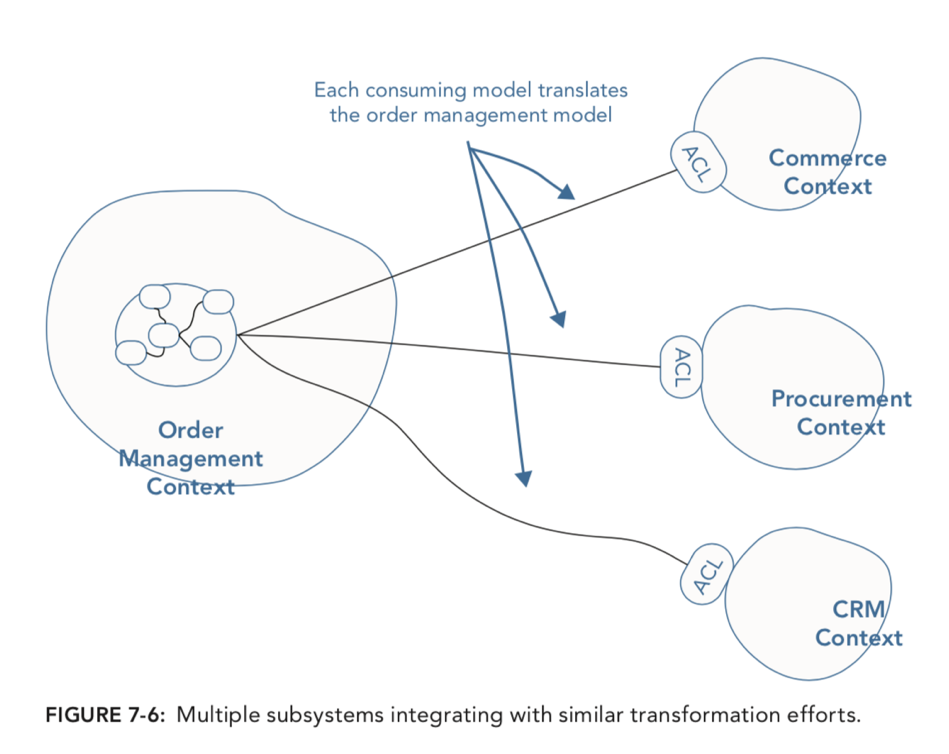 Each consuming model translates
the order management model
ACL
Commerce
Context
ACL
Procurement
Context
Order
Management
Context
ACL
CRM
Context
FIGURE 7-6: Multiple subsystems integrating with similar transformation efforts.